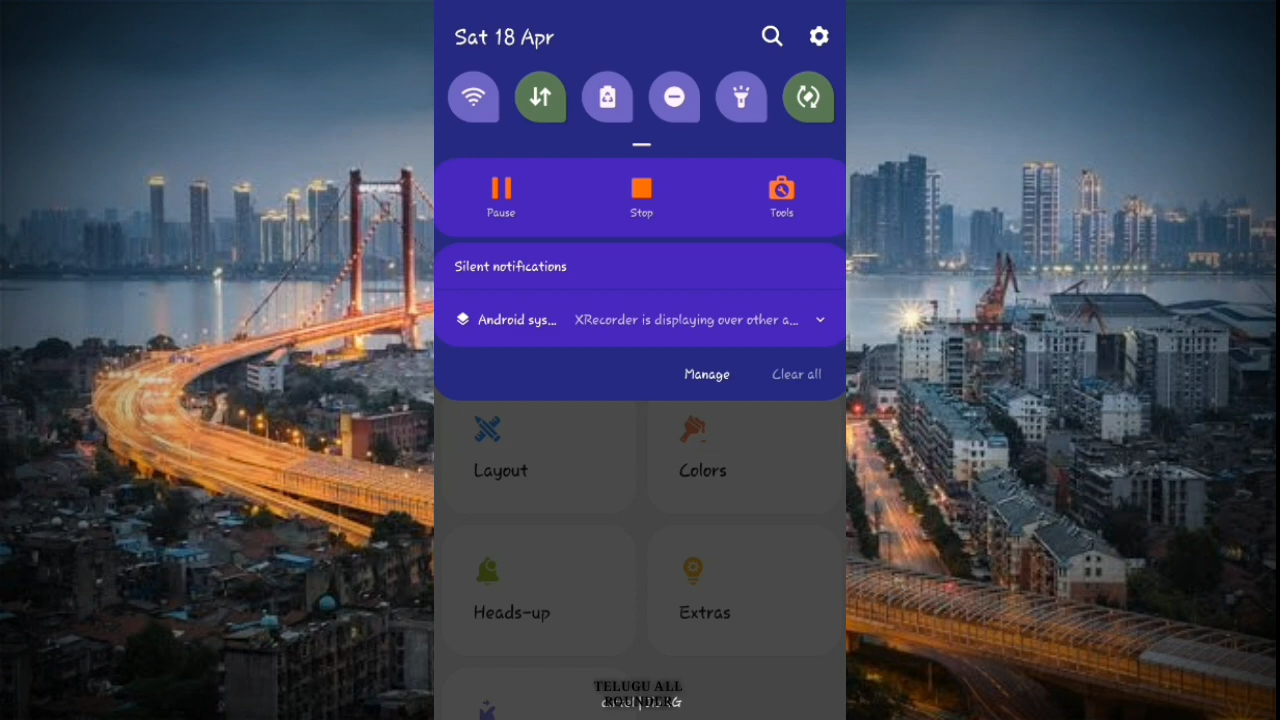 Sat 18 Apr
Pause Stop Tools
Silent notifications
Android sys... XRecorder is displaying over other a...
Manage Clear all
Layout Colors
Heads-up Extras
TELUGU ALL
ROUNDER